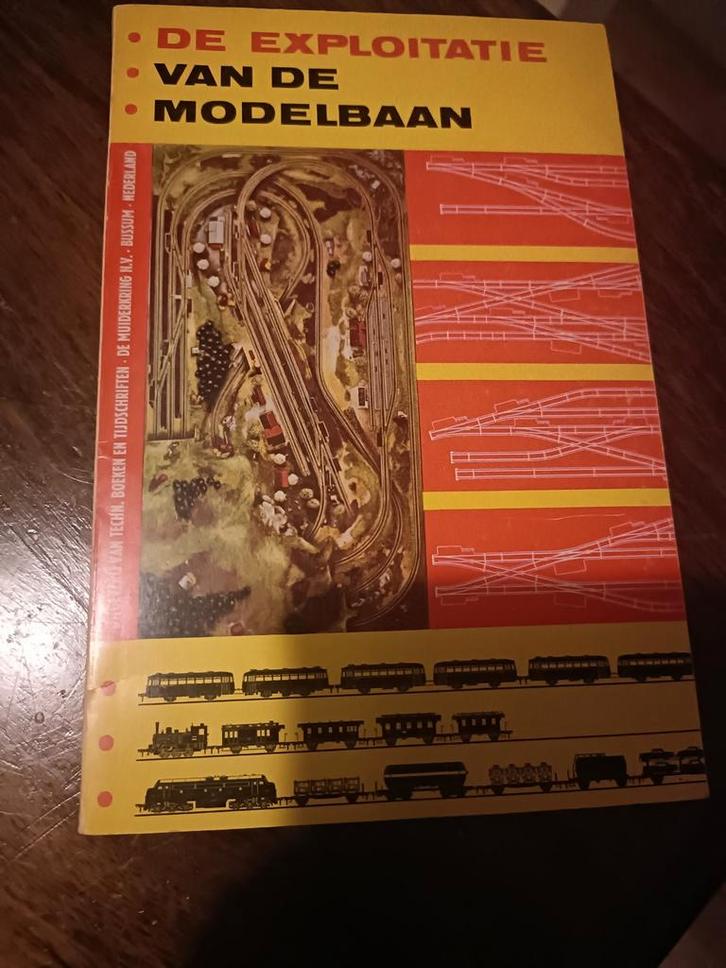 • DE EXPLOITATIE
• VAN DE
• MODELBAAN
VAN TECHN. BOEKEN EN TIJDSCHRIFTEN · DE MUIDERKRING N.V. · BUSSUM · NEDERLAND